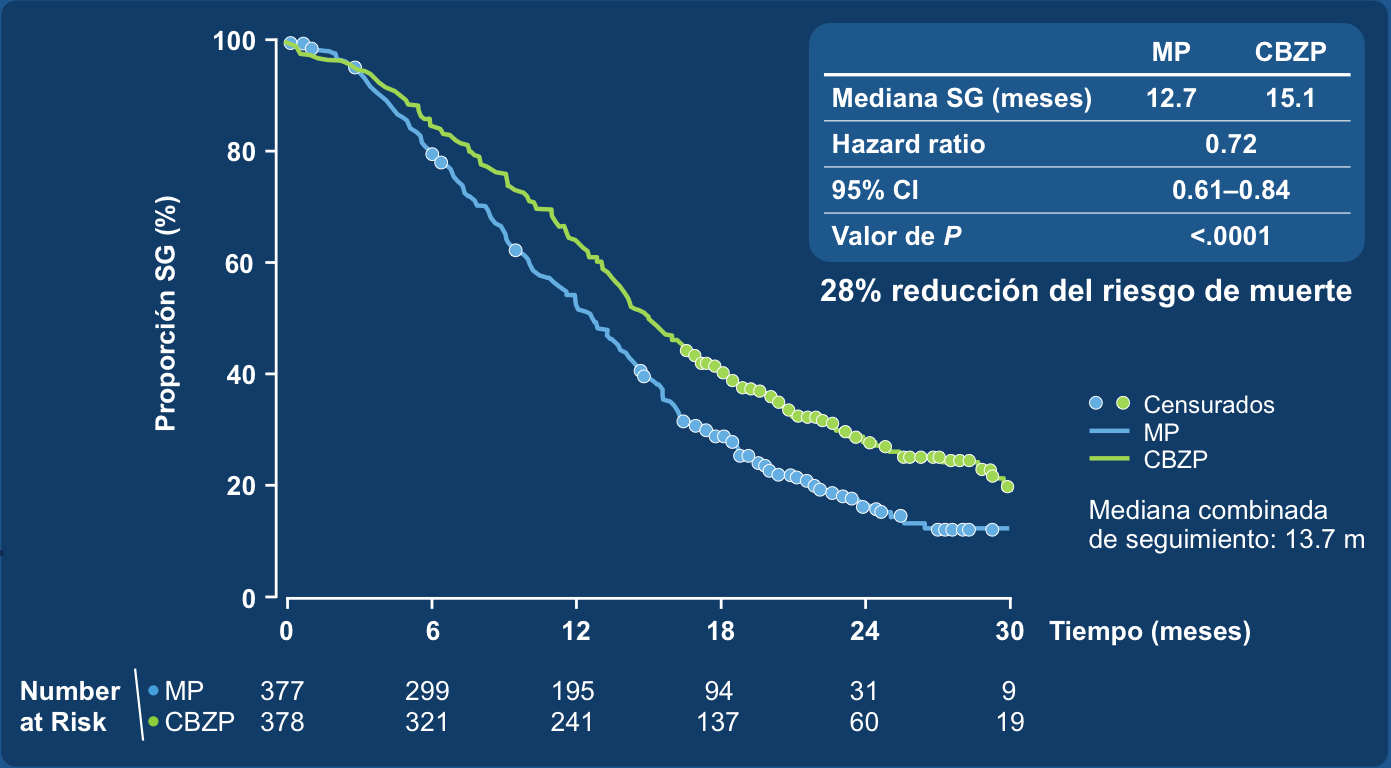 MP CBZP
Mediana SG (meses) 12.7 15.1
Hazard ratio 0.72
95% CI 0.61–0.84
Valor de P <.0001
28% reducción del riesgo de muerte
Proporción SG (%)
100
80
60
40
20
0
0 6 12 18 24 30 Tiempo (meses)
Censurados
MP
CBZP
Mediana combinada
de seguimiento: 13.7 m
Number
at Risk
MP 377 299 195 94 31 9
CBZP 378 321 241 137 60 19